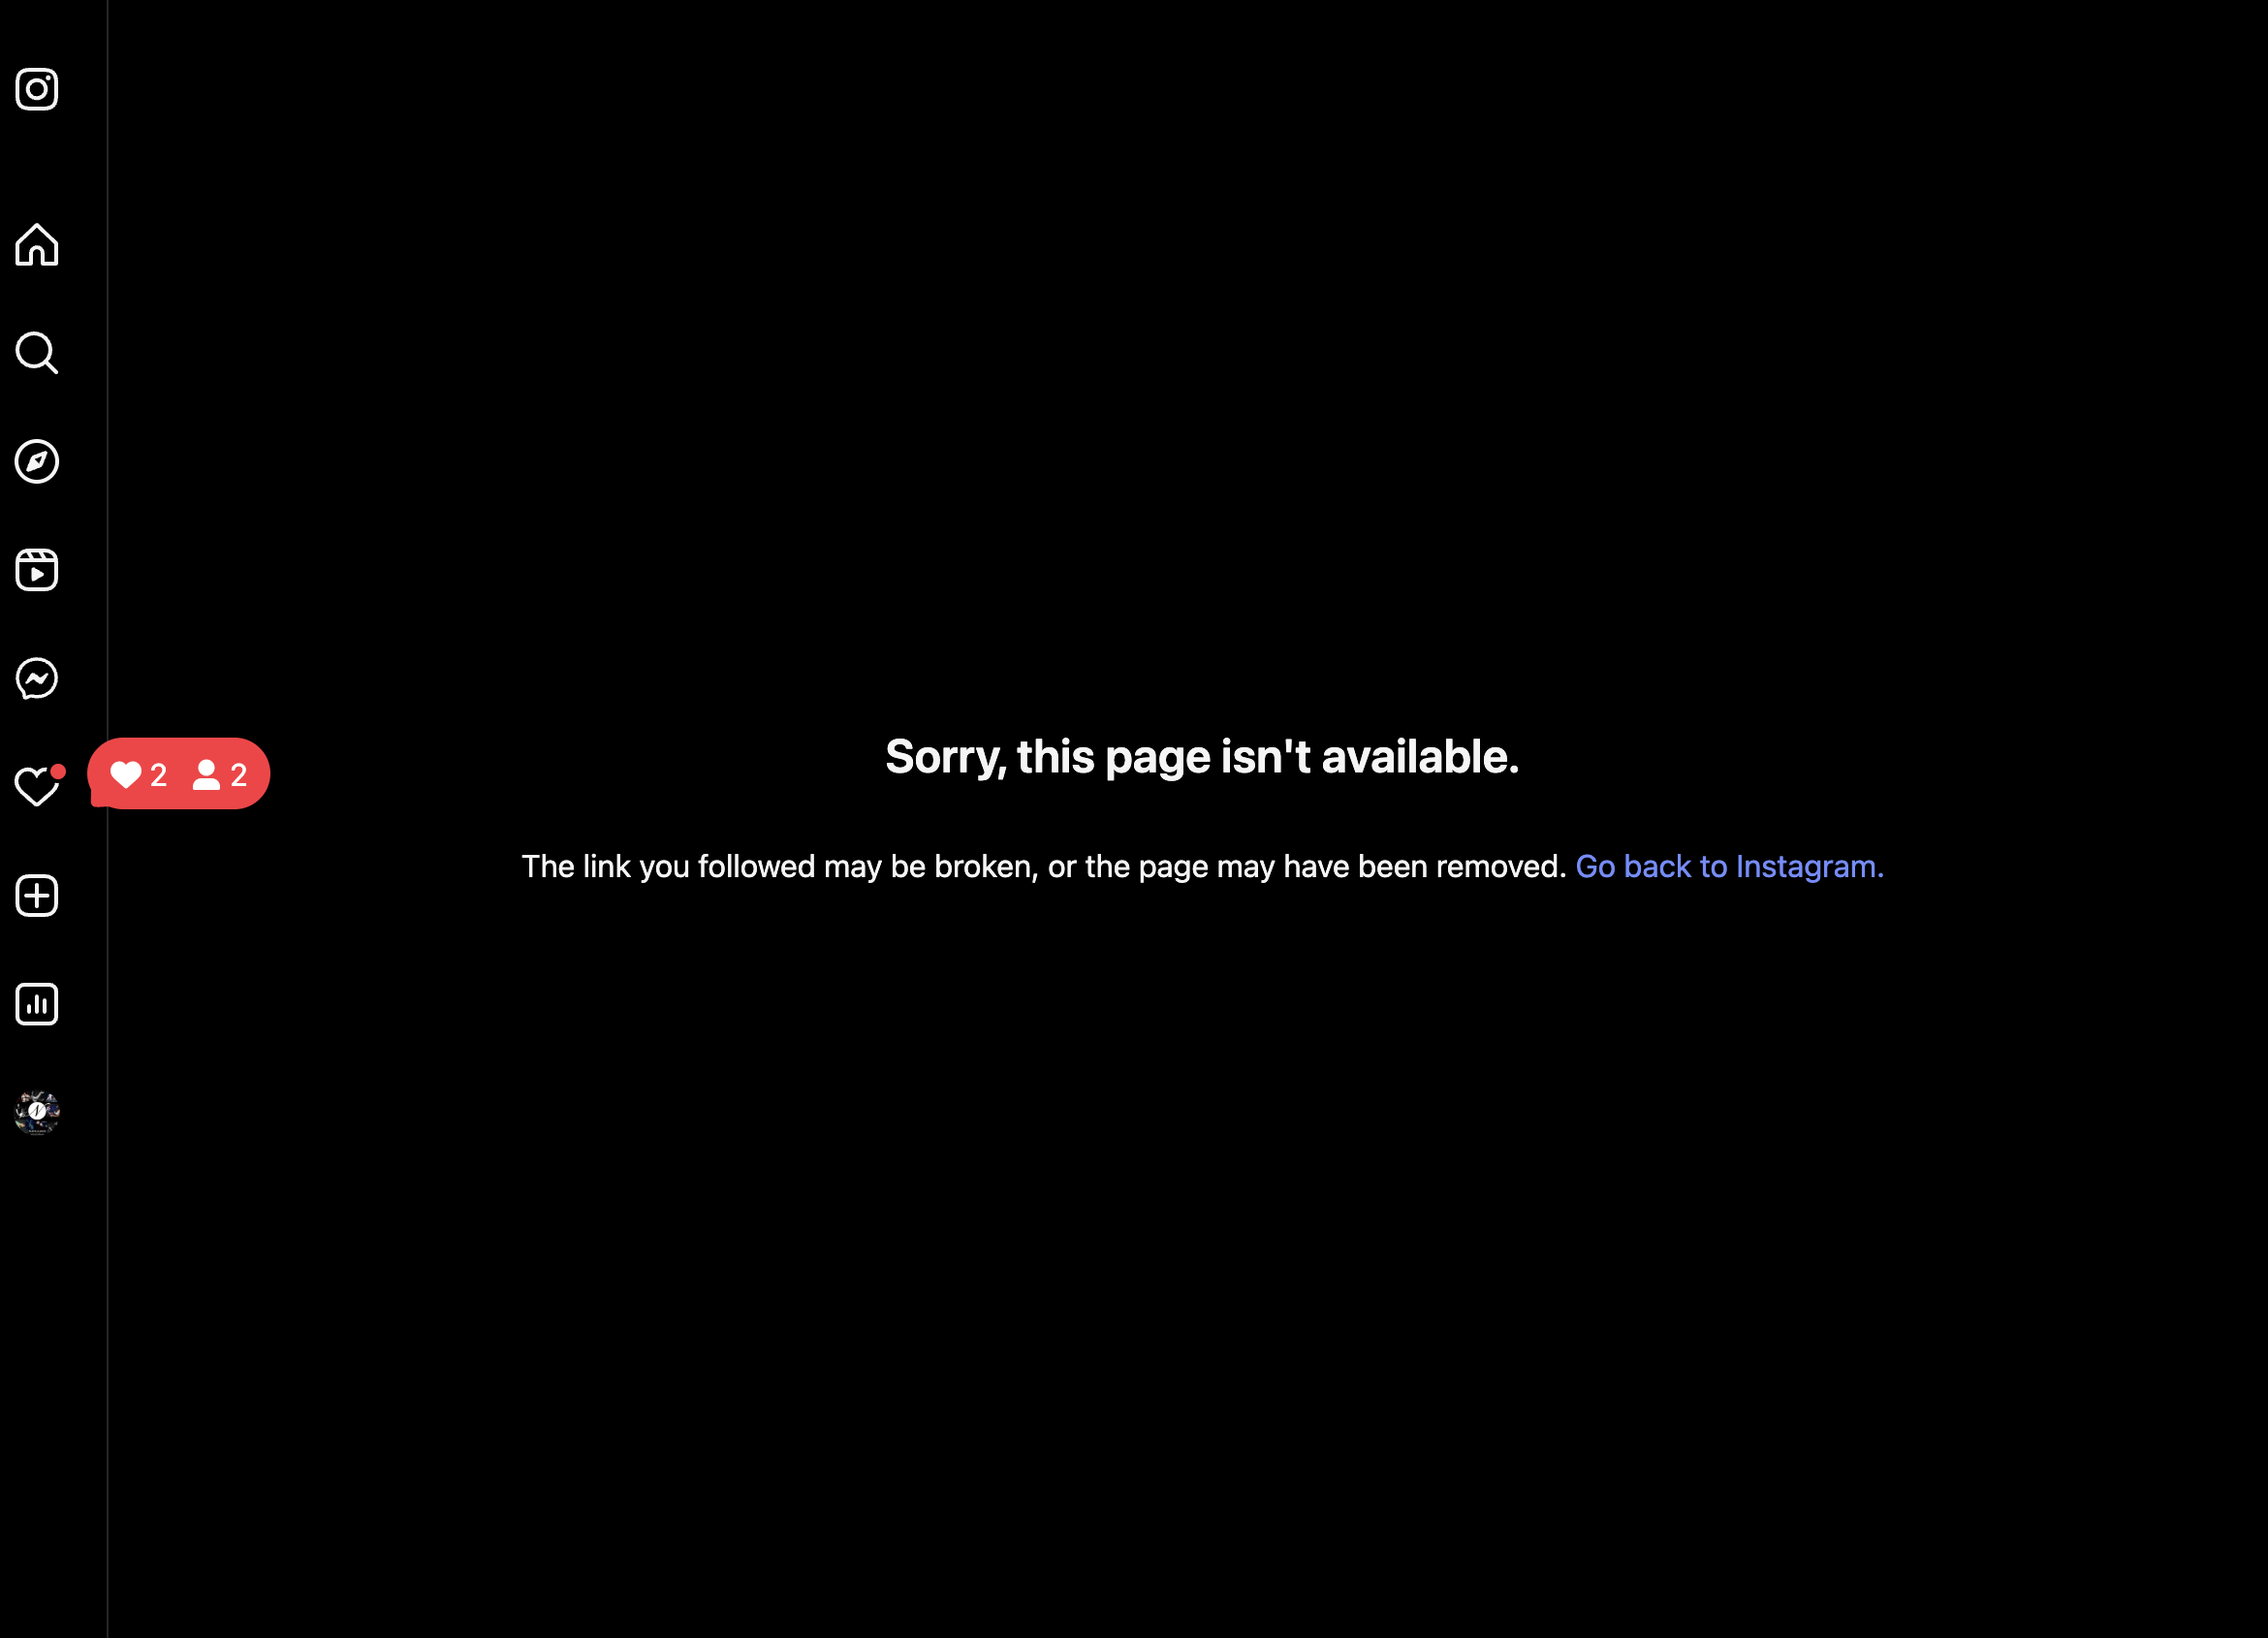 2 2
Sorry, this page isn't available.
The link you followed may be broken, or the page may have been removed. Go back to Instagram.